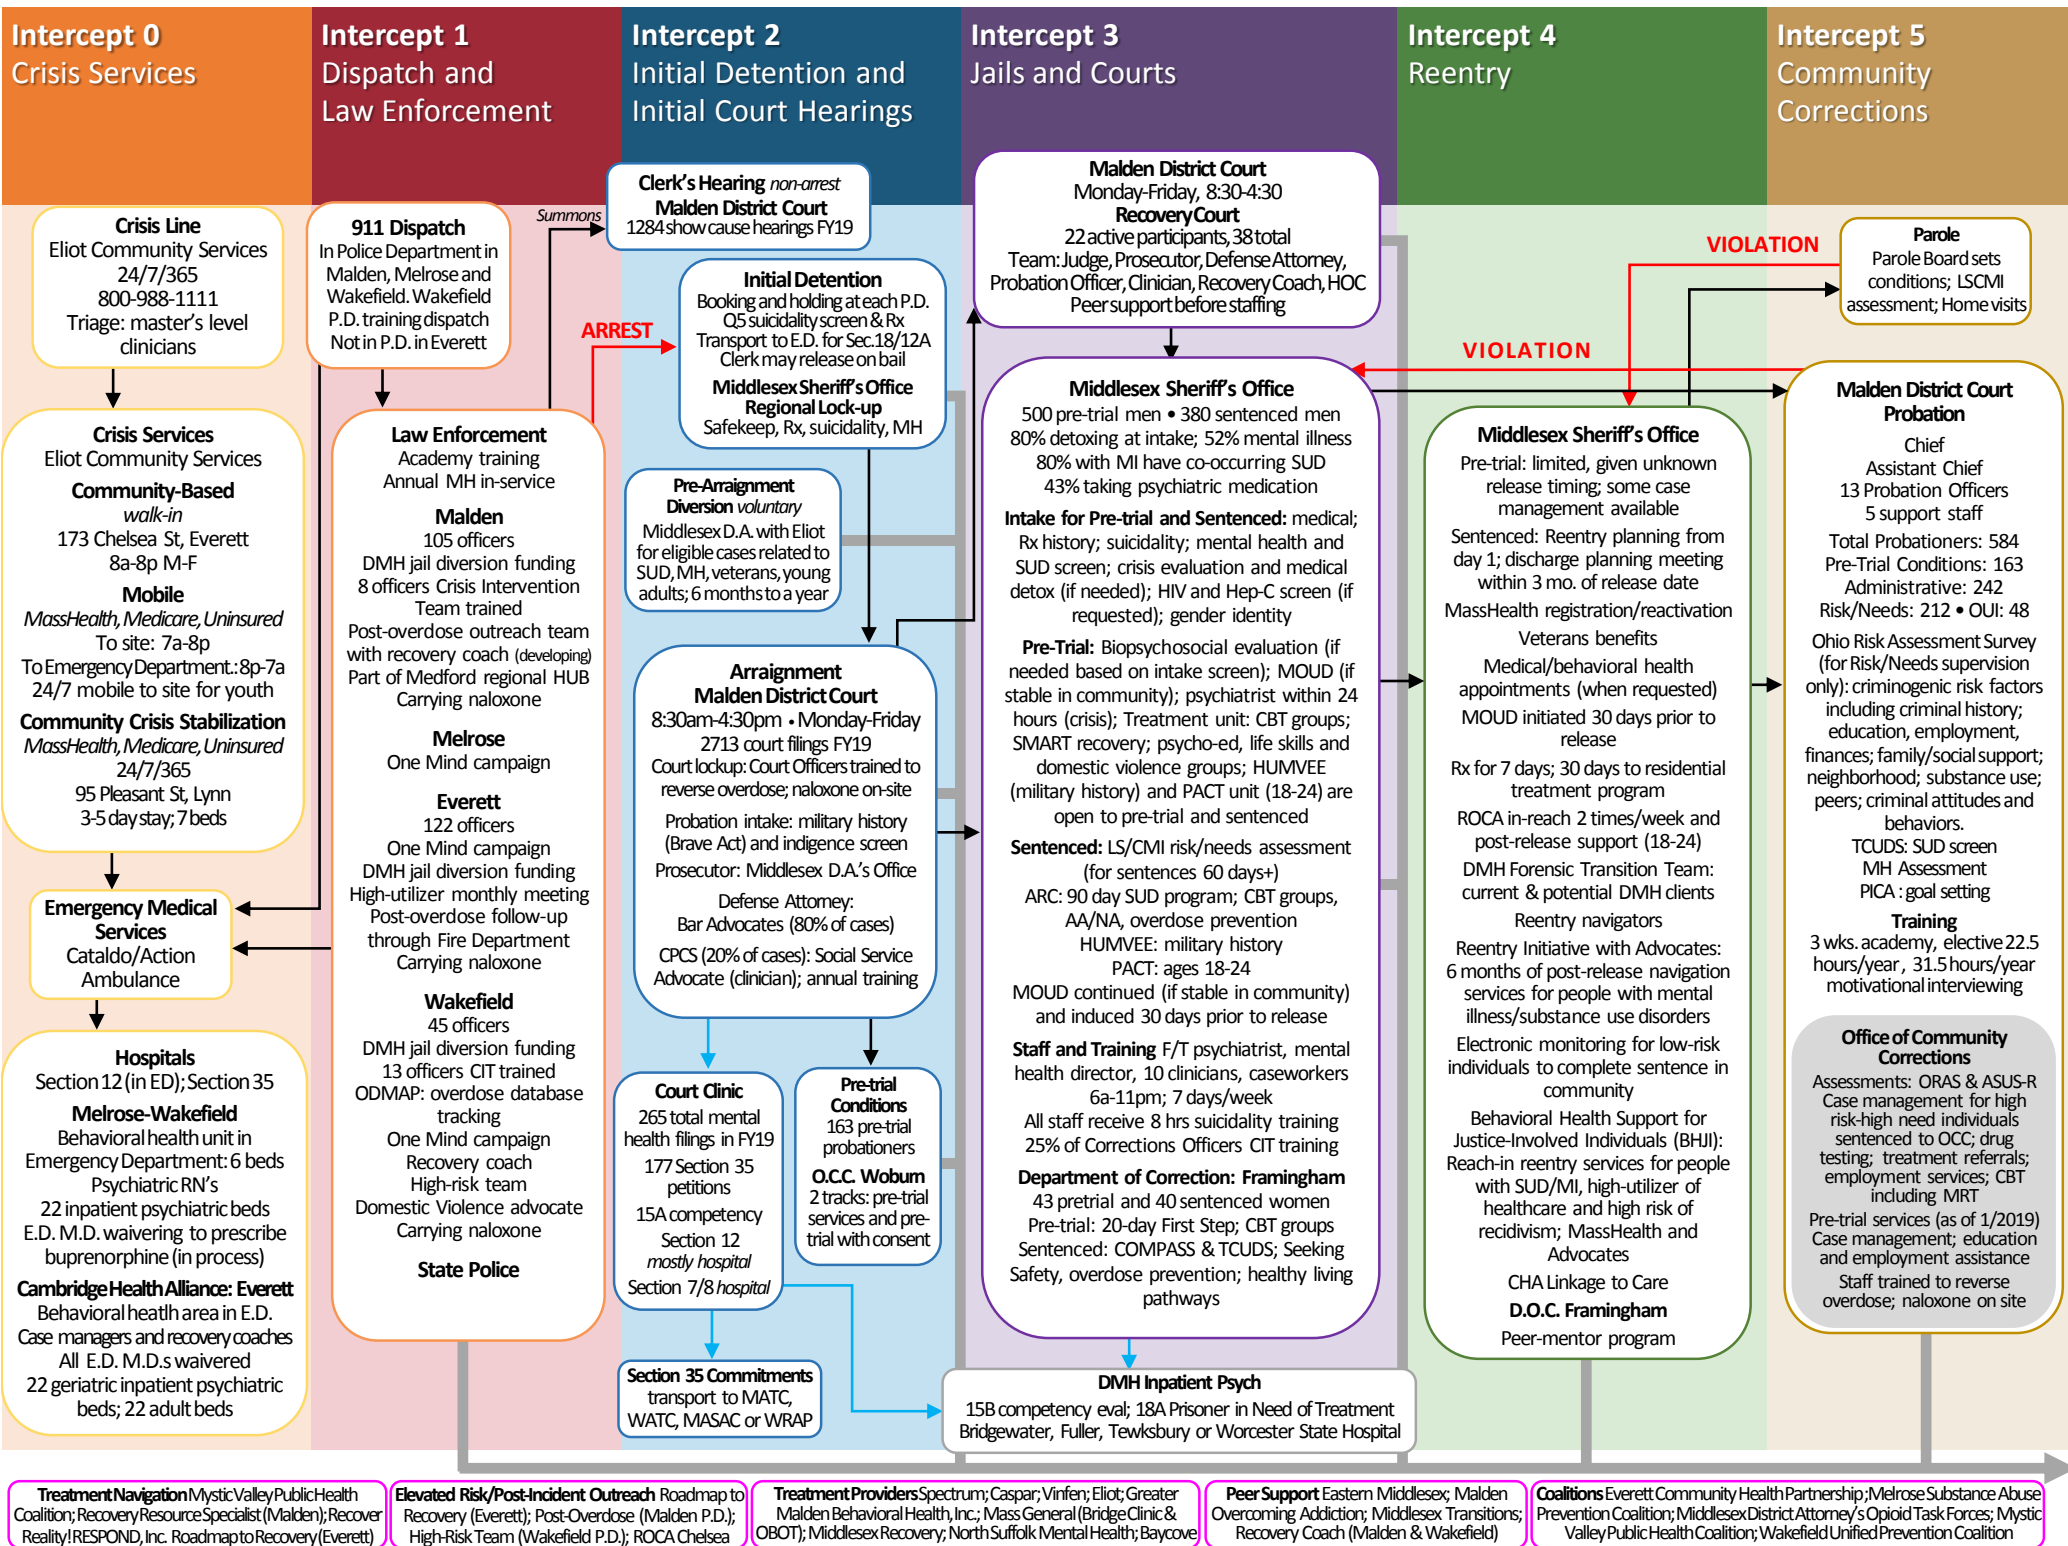 Intercept 0
Crisis Services
Intercept 1
Dispatch and
Law Enforcement
Intercept 2
Initial Detention and
Initial Court Hearings
Intercept 3
Jails and Courts
Intercept 4
Reentry
Intercept 5
Community
Corrections
Crisis Line
Eliot Community Services
24/7/365
800-988-1111
Triage: master's level
clinicians
Crisis Services
Eliot Community Services
Community-Based
walk-in
173 Chelsea St, Everett
8a-8p M-F
Mobile
MassHealth, Medicare, Uninsured
To site: 7a-8p
To Emergency Department.: 8p-7a
24/7 mobile to site for youth
Community Crisis Stabilization
MassHealth, Medicare, Uninsured
24/7/365
95 Pleasant St, Lynn
3-5 day stay; 7 beds
Emergency Medical
Services
Cataldo/Action
Ambulance
Hospitals
Section 12 (in ED); Section 35
Melrose-Wakefield
Behavioral health unit in
Emergency Department: 6 beds
Psychiatric RN's
22 inpatient psychiatric beds
E.D. M.D. waivering to prescribe
buprenorphine (in process)
Cambridge Health Alliance: Everett
Behavioral heatlh area in E.D.
Case managers and recovery coaches
All E.D. M.D.s waivered
22 geriatric inpatient psychiatric
beds; 22 adult beds
911 Dispatch
In Police Department in
Malden, Melrose and
Wakefield. Wakefield
P.D. training dispatch
Not in P.D. in Everett
Law Enforcement
Academy training
Annual MH in-service
Malden
105 officers
DMH jail diversion funding
8 officers Crisis Intervention
Team trained
Post-overdose outreach team
with recovery coach (developing)
Part of Medford regional HUB
Carrying naloxone
Melrose
One Mind campaign
Everett
122 officers
One Mind campaign
DMH jail diversion funding
High-utilizer monthly meeting
Post-overdose follow-up
through Fire Department
Carrying naloxone
Wakefield
45 officers
DMH jail diversion funding
13 officers CIT trained
ODMAP: overdose database
tracking
One Mind campaign
Recovery coach
High-risk team
Domestic Violence advocate
Carrying naloxone
State Police
Summons
ARREST
Clerk's Hearing non-arrest
Malden District Court
1284 show cause hearings FY19
Initial Detention
Booking and holding at each P.D.
Q5 suicidality screen & Rx
Transport to E.D. for Sec.18/12A
Clerk may release on bail
Middlesex Sheriff's Office
Regional Lock-up
Safekeep, Rx, suicidality, MH
Pre-Arraignment
Diversion voluntary
Middlesex D.A. with Eliot
for eligible cases related to
SUD, MH, veterans, young
adults; 6 months to a year
Arraignment
Malden District Court
8:30am-4:30pm • Monday-Friday
2713 court filings FY19
Court lockup: Court Officers trained to
reverse overdose; naloxone on-site
Probation intake: military history
(Brave Act) and indigence screen
Prosecutor: Middlesex D.A.'s Office
Defense Attorney:
Bar Advocates (80% of cases)
CPCS (20% of cases): Social Service
Advocate (clinician); annual training
Court Clinic
265 total mental
health filings in FY19
177 Section 35
petitions
15A competency
Section 12
mostly hospital
Section 7/8 hospital
Pre-trial
Conditions
163 pre-trial
probationers
O.C.C. Woburn
2 tracks: pre-trial
services and pre-
trial with consent
Section 35 Commitments
transport to MATC,
WATC, MASAC or WRAP
Malden District Court
Monday-Friday, 8:30-4:30
Recovery Court
22 active participants, 38 total
Team: Judge, Prosecutor, Defense Attorney,
Probation Officer, Clinician, Recovery Coach, HOC
Peer support before staffing
Middlesex Sheriff's Office
500 pre-trial men • 380 sentenced men
80% detoxing at intake; 52% mental illness
80% with MI have co-occurring SUD
43% taking psychiatric medication
Intake for Pre-trial and Sentenced: medical;
Rx history; suicidality; mental health and
SUD screen; crisis evaluation and medical
detox (if needed); HIV and Hep-C screen (if
requested); gender identity
Pre-Trial: Biopsychosocial evaluation (if
needed based on intake screen); MOUD (if
stable in community); psychiatrist within 24
hours (crisis); Treatment unit: CBT groups;
SMART recovery; psycho-ed, life skills and
domestic violence groups; HUMVEE
(military history) and PACT unit (18-24) are
open to pre-trial and sentenced
Sentenced: LS/CMI risk/needs assessment
(for sentences 60 days+)
ARC: 90 day SUD program; CBT groups,
AA/NA, overdose prevention
HUMVEE: military history
PACT: ages 18-24
MOUD continued (if stable in community)
and induced 30 days prior to release
Staff and Training F/T psychiatrist, mental
health director, 10 clinicians, caseworkers
6a-11pm; 7 days/week
All staff receive 8 hrs suicidality training
25% of Corrections Officers CIT training
Department of Correction: Framingham
43 pretrial and 40 sentenced women
Pre-trial: 20-day First Step; CBT groups
Sentenced: COMPASS & TCUDS; Seeking
Safety, overdose prevention; healthy living
pathways
DMH Inpatient Psych
15B competency eval; 18A Prisoner in Need of Treatment
Bridgewater, Fuller, Tewksbury or Worcester State Hospital
VIOLATION
VIOLATION
Middlesex Sheriff's Office
Pre-trial: limited, given unknown
release timing; some case
management available
Sentenced: Reentry planning from
day 1; discharge planning meeting
within 3 mo. of release date
MassHealth registration/reactivation
Veterans benefits
Medical/behavioral health
appointments (when requested)
MOUD initiated 30 days prior to
release
Rx for 7 days; 30 days to residential
treatment program
ROCA in-reach 2 times/week and
post-release support (18-24)
DMH Forensic Transition Team:
current & potential DMH clients
Reentry navigators
Reentry Initiative with Advocates:
6 months of post-release navigation
services for people with mental
illness/substance use disorders
Electronic monitoring for low-risk
individuals to complete sentence in
community
Behavioral Health Support for
Justice-Involved Individuals (BHJI):
Reach-in reentry services for people
with SUD/MI, high-utilizer of
healthcare and high risk of
recidivism; MassHealth and
Advocates
CHA Linkage to Care
D.O.C. Framingham
Peer-mentor program
Parole
Parole Board sets
conditions; LSCMI
assessment; Home visits
Malden District Court
Probation
Chief
Assistant Chief
13 Probation Officers
5 support staff
Total Probationers: 584
Pre-Trial Conditions: 163
Administrative: 242
Risk/Needs: 212 • OUI: 48
Ohio Risk Assessment Survey
(for Risk/Needs supervision
only): criminogenic risk factors
including criminal history;
education, employment,
finances; family/social support;
neighborhood; substance use;
peers; criminal attitudes and
behaviors.
TCUDS: SUD screen
MH Assessment
PICA : goal setting
Training
3 wks. academy, elective 22.5
hours/year , 31.5 hours/year
motivational interviewing
Office of Community
Corrections
Assessments: ORAS & ASUS-R
Case management for high
risk-high need individuals
sentenced to OCC; drug
testing; treatment referrals;
employment services; CBT
including MRT
Pre-trial services (as of 1/2019)
Case management; education
and employment assistance
Staff trained to reverse
overdose; naloxone on site
Treatment Navigation Mystic Valley Public Health
Coalition; Recovery Resource Specialist (Malden); Recover
Reality! RESPOND, Inc. Roadmap to Recovery (Everett)
Elevated Risk/Post-Incident Outreach Roadmap to
Recovery (Everett); Post-Overdose (Malden P.D.);
High-Risk Team (Wakefield P.D.); ROCA Chelsea
Treatment Providers Spectrum; Caspar; Vinfen; Eliot; Greater
Malden Behavioral Health, Inc.; Mass General (Bridge Clinic &
OBOT); Middlesex Recovery; North Suffolk Mental Health; Baycove
Peer Support Eastern Middlesex; Malden
Overcoming Addiction; Middlesex Transitions;
Recovery Coach (Malden & Wakefield)
Coalitions Everett Community Health Partnership ; Melrose Substance Abuse
Prevention Coalition; Middlesex District Attorney's Opioid Task Forces; Mystic
Valley Public Health Coalition; Wakefield Unified Prevention Coalition